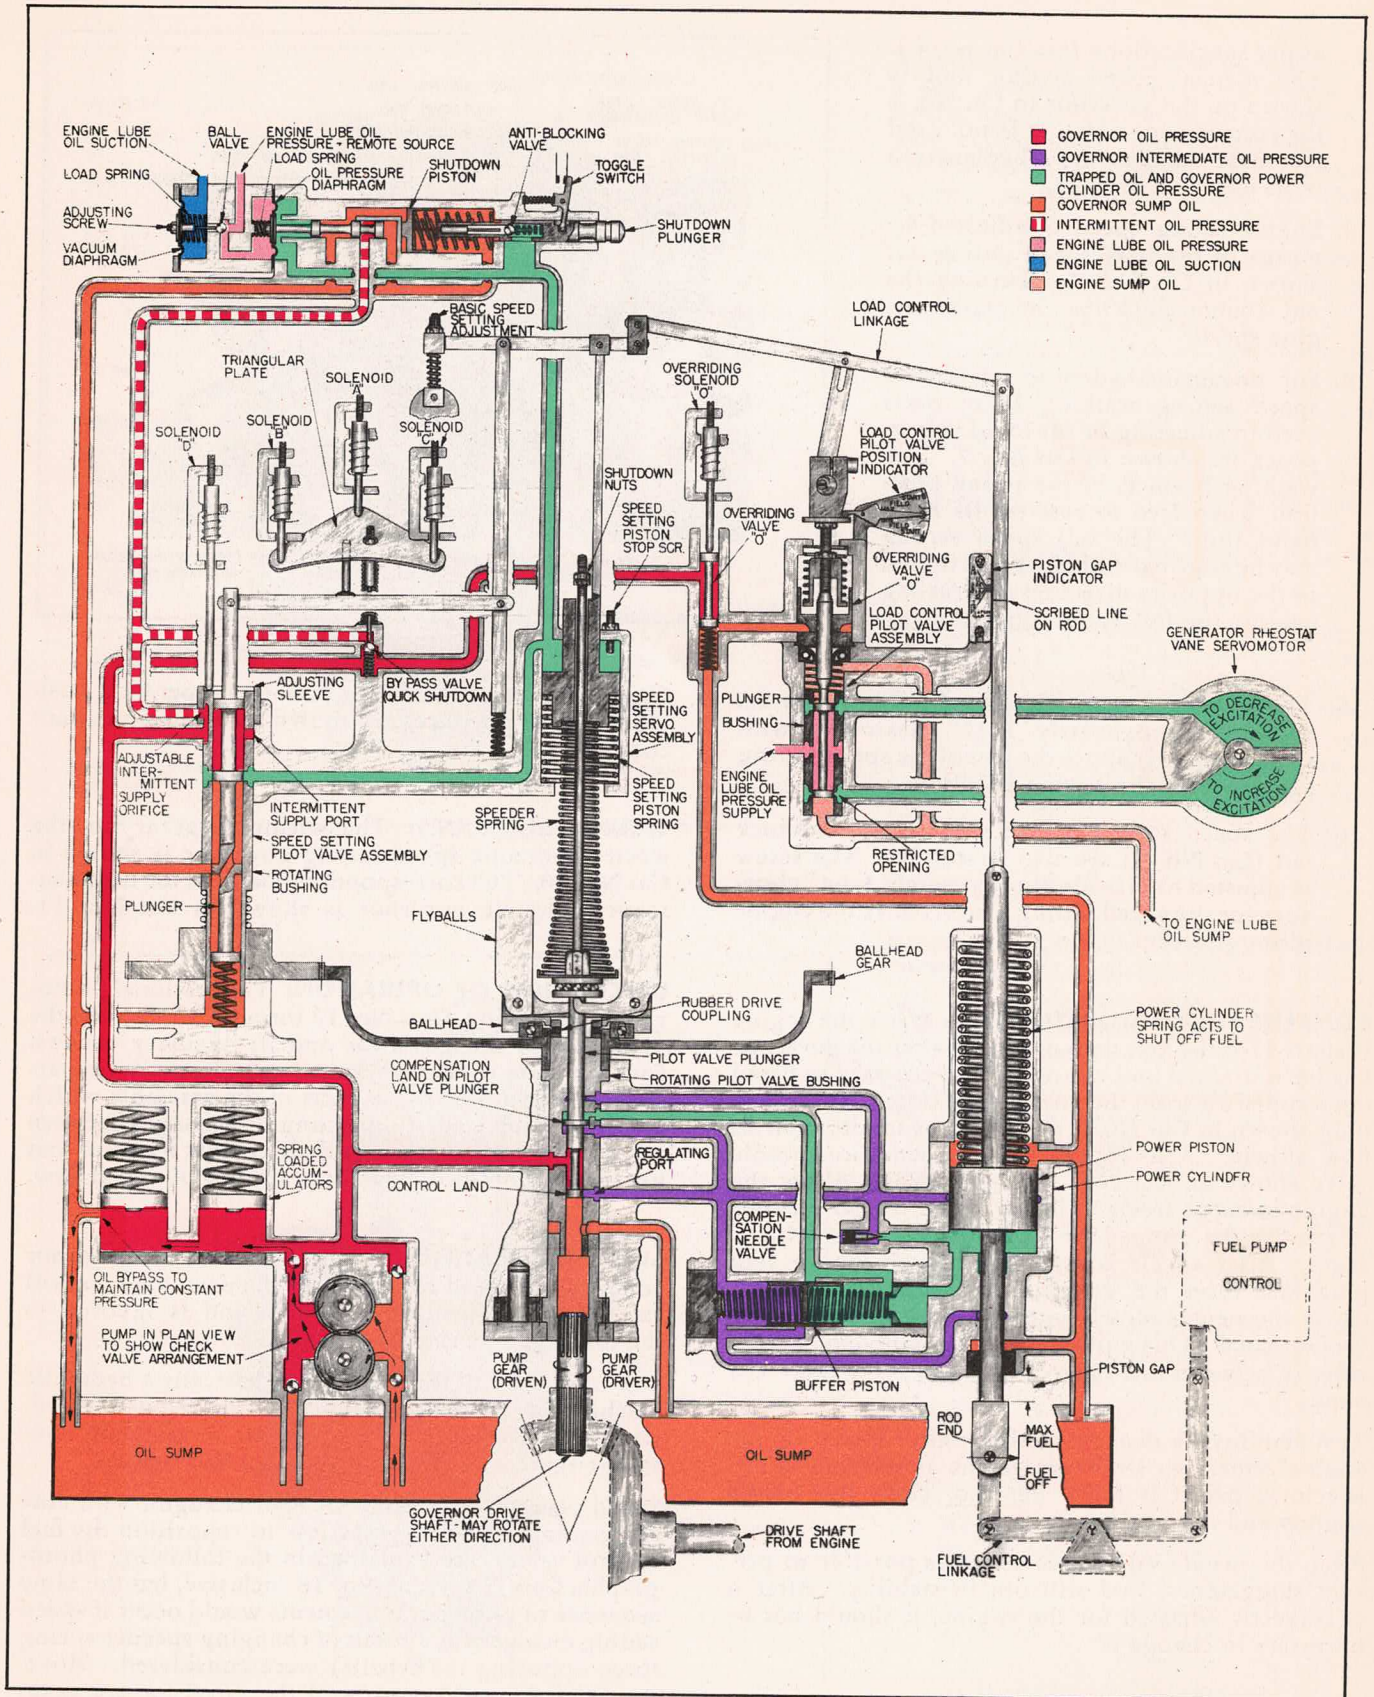 ENGINE LUBE
OIL SUCTION
BALL
VALVE
ENGINE LUBE OIL
PRESSURE - REMOTE SOURCE
LOAD SPRING
OIL PRESSURE
DIAPHRAGM
SHUTDOWN
PISTON
ANTI-BLOCKING
VALVE
TOGGLE
SWITCH
LOAD SPRING
ADJUSTING
SCREW
VACUUM
DIAPHRAGM
SHUTDOWN
PLUNGER
GOVERNOR OIL PRESSURE
GOVERNOR INTERMEDIATE OIL PRESSURE
TRAPPED OIL AND GOVERNOR POWER
CYLINDER OIL PRESSURE
GOVERNOR SUMP OIL
INTERMITTENT OIL PRESSURE
ENGINE LUBE OIL PRESSURE
ENGINE LUBE OIL SUCTION
ENGINE SUMP OIL
BASIC SPEED
SETTING
ADJUSTMENT
LOAD CONTROL
LINKAGE
TRIANGULAR
PLATE
SOLENOID
"A"
SOLENOID
"B"
SOLENOID
"C"
SOLENOID
"D"
OVERRIDING
SOLENOID
"O"
LOAD CONTROL
PILOT VALVE
POSITION
INDICATOR
START
FIELD
MAX
FIELD
START
SHUTDOWN
NUTS
SPEED
SETTING
PISTON
STOP SCR.
OVERRIDING
VALVE
"O"
OVERRIDING
VALVE
"O"
PISTON GAP
INDICATOR
LOAD CONTROL
PILOT VALVE
ASSEMBLY
SCRIBED LINE
ON ROD
GENERATOR RHEOSTAT
VANE SERVOMOTOR
ADJUSTING
SLEEVE
BY PASS VALVE
(QUICK SHUTDOWN)
SPEED
SETTING
SERVO
ASSEMBLY
PLUNGER
BUSHING
TO DECREASE
EXCITATION
TO INCREASE
EXCITATION
ADJUSTABLE
INTER-
MITTENT
SUPPLY
ORIFICE
INTERMITTENT
SUPPLY PORT
SPEEDER
SPRING
SPEED
SETTING
PISTON
SPRING
ENGINE
LUBE OIL
PRESSURE
SUPPLY
SPEED SETTING
PILOT VALVE ASSEMBLY
RESTRICTED
OPENING
ROTATING
BUSHING
PLUNGER
FLYBALLS
TO ENGINE LUBE
OIL SUMP
BALLHEAD
GEAR
RUBBER DRIVE
COUPLING
BALLHEAD
POWER CYLINDER
SPRING ACTS TO
SHUT OFF FUEL
PILOT VALVE PLUNGER
COMPENSATION
LAND ON PILOT
VALVE PLUNGER
ROTATING PILOT VALVE BUSHING
SPRING
LOADED
ACCUM-
ULATORS
REGULATING
PORT
POWER PISTON
POWER CYLINDER
CONTROL LAND
COMPEN-
SATION
NEEDLE
VALVE
FUEL PUMP
CONTROL
OIL BYPASS TO
MAINTAIN CONSTANT
PRESSURE
PUMP IN PLAN VIEW
TO SHOW CHECK
VALVE ARRANGEMENT
PUMP
GEAR
(DRIVEN)
PUMP
GEAR
(DRIVER)
BUFFER PISTON
PISTON GAP
ROD
END
MAX.
FUEL
FUEL
OFF
OIL SUMP
OIL SUMP
GOVERNOR DRIVE
SHAFT-MAY ROTATE
EITHER DIRECTION
DRIVE SHAFT
FROM ENGINE
FUEL CONTROL
LINKAGE